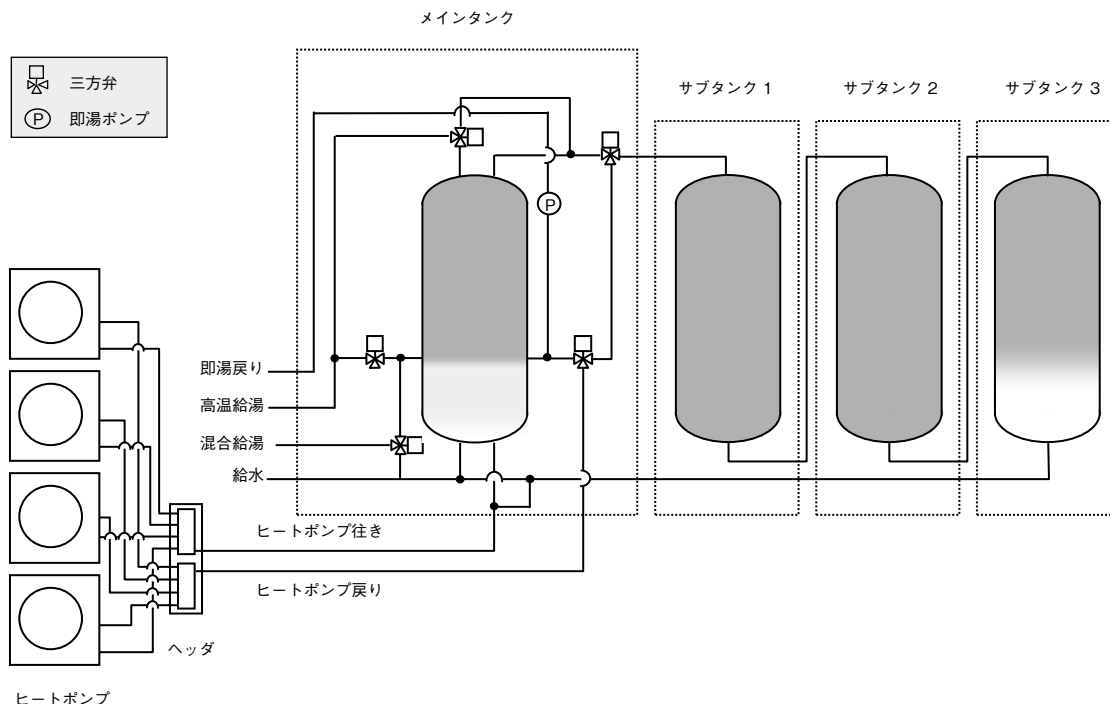 メインタンク
三方弁
P 即湯ポンプ
サブタンク 1
サブタンク 2
サブタンク 3
P
即湯戻り
高温給湯
混合給湯
給水
ヒートポンプ往き
ヒートポンプ戻り
ヘッダ
ヒートポンプ